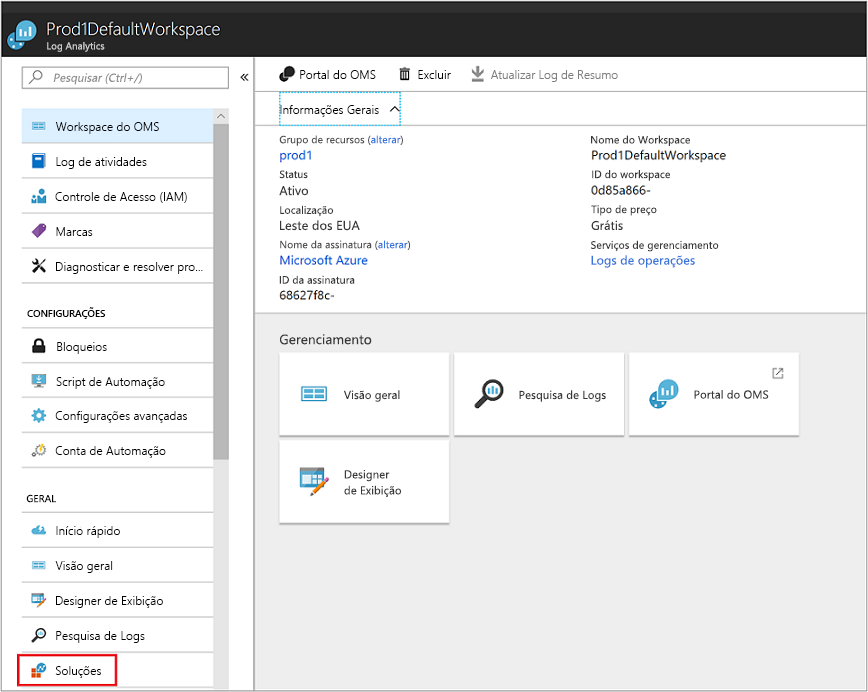 Prod1DefaultWorkspace
Log Analytics
Pesquisar (Ctrl+/)
«
Workspace do OMS
Log de atividades
Controle de Acesso (IAM)
Marcas
Diagnosticar e resolver pro...
CONFIGURAÇÕES
Bloqueios
Script de Automação
Configurações avançadas
Conta de Automação
GERAL
Início rápido
Visão geral
Designer de Exibição
Pesquisa de Logs
Soluções
Portal do OMS
Excluir
Atualizar Log de Resumo
Informações Gerais
Grupo de recursos (alterar)
prod1
Status
Ativo
Localização
Leste dos EUA
Nome da assinatura (alterar)
Microsoft Azure
ID da assinatura
68627f8c-
Nome do Workspace
Prod1DefaultWorkspace
ID do workspace
0d85a866-
Tipo de preço
Grátis
Serviços de gerenciamento
Logs de operações
Gerenciamento
Visão geral
Pesquisa de Logs
Portal do OMS
Designer
de Exibição